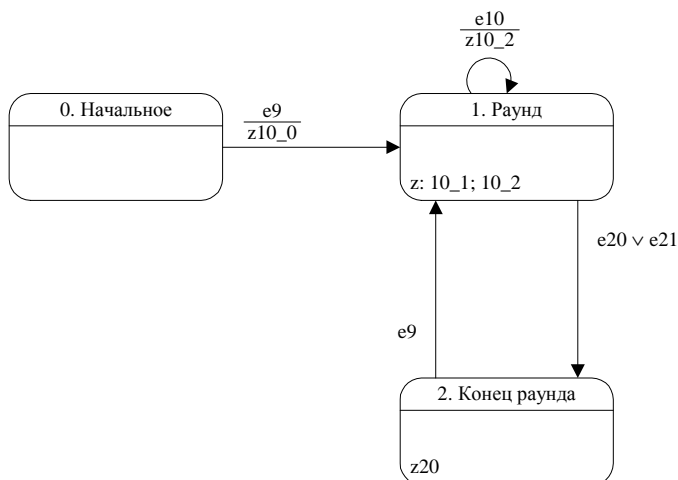 e10
z10_2
0. Начальное
e9
z10_0
1. Раунд
z: 10_1; 10_2
e20 ∨ e21
e9
2. Конец раунда
z20